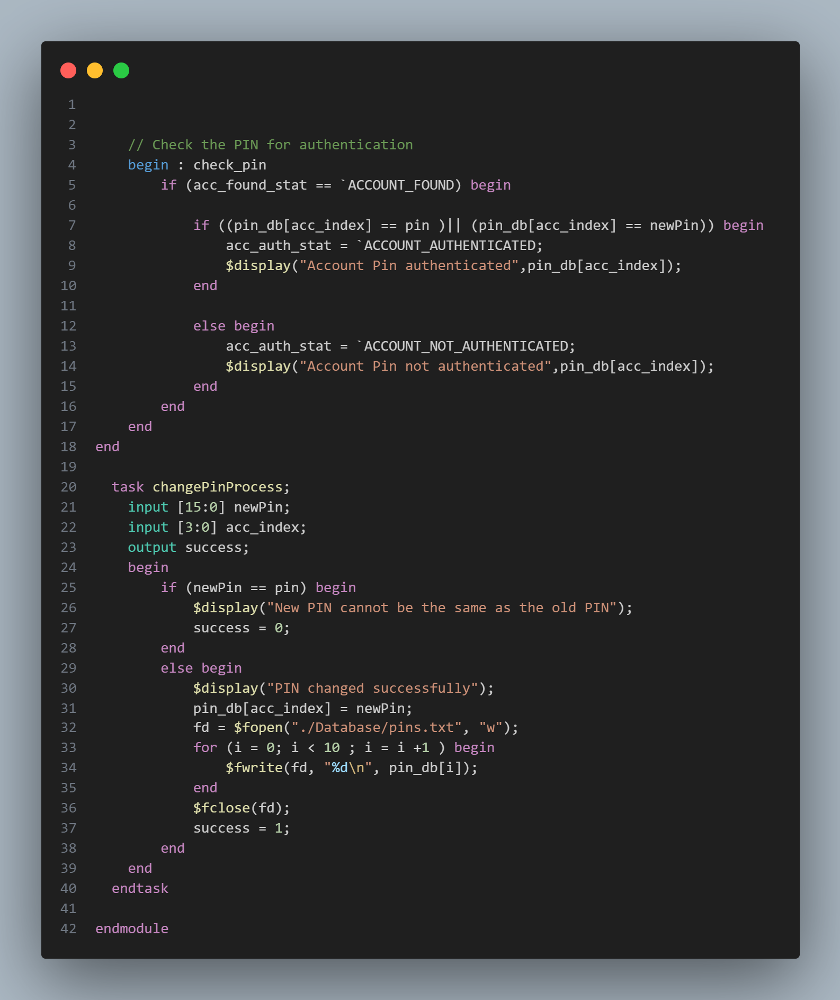 1
2
3 // Check the PIN for authentication
4 begin : check_pin
5 if (acc_found_stat == `ACCOUNT_FOUND) begin
6
7 if ((pin_db[acc_index] == pin )|| (pin_db[acc_index] == newPin)) begin
8 acc_auth_stat = `ACCOUNT_AUTHENTICATED;
9 $display("Account Pin authenticated",pin_db[acc_index]);
10 end
11
12 else begin
13 acc_auth_stat = `ACCOUNT_NOT_AUTHENTICATED;
14 $display("Account Pin not authenticated",pin_db[acc_index]);
15 end
16 end
17 end
18 end
19
20 task changePinProcess;
21 input [15:0] newPin;
22 input [3:0] acc_index;
23 output success;
24 begin
25 if (newPin == pin) begin
26 $display("New PIN cannot be the same as the old PIN");
27 success = 0;
28 end
29 else begin
30 $display("PIN changed successfully");
31 pin_db[acc_index] = newPin;
32 fd = $fopen("./Database/pins.txt", "w");
33 for (i = 0; i < 10 ; i = i +1 ) begin
34 $fwrite(fd, "%d\n", pin_db[i]);
35 end
36 $fclose(fd);
37 success = 1;
38 end
39 end
40 endtask
41
42 endmodule